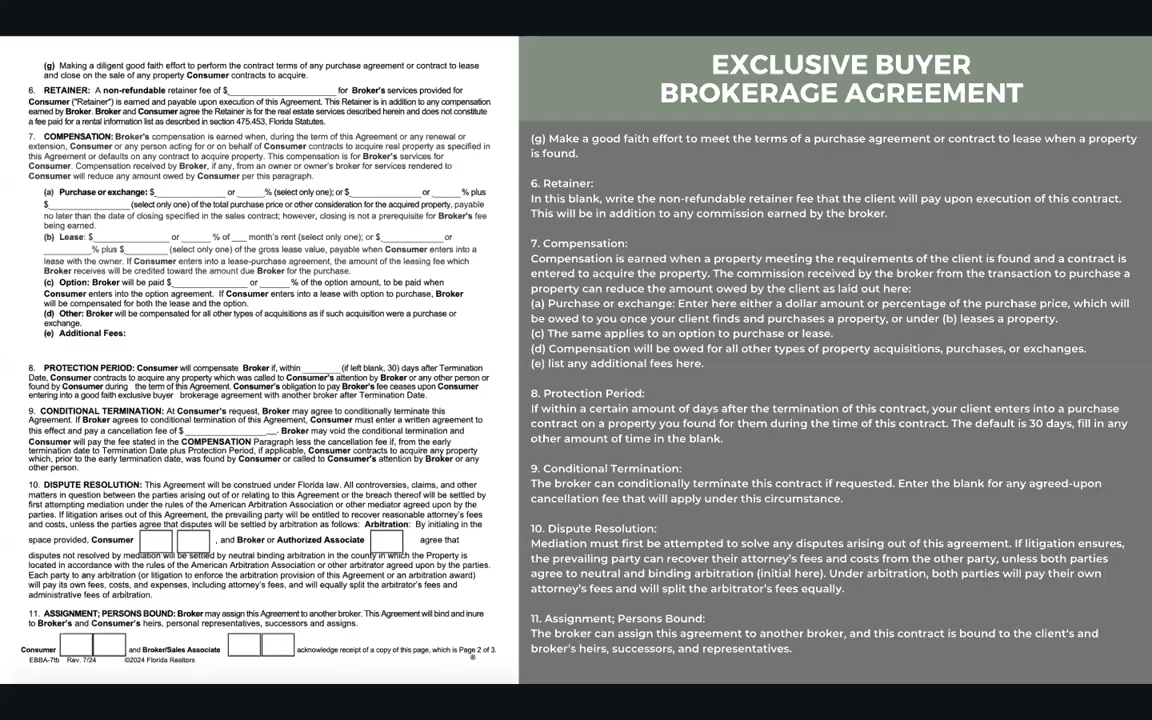 (g) Making a diligent good faith effort to perform the contract terms of any purchase agreement or contract to lease
and close on the sale of any property Consumer contracts to acquire.
6. RETAINER: A non-refundable retainer fee of $____________________ for Broker's services provided for
Consumer ("Retainer") is earned and payable upon execution of this Agreement. This Retainer is in addition to any compensation
earned by Broker. Broker and Consumer agree the Retainer is for the real estate services described herein and does not constitute
a fee paid for a rental information list as described in section 475.453, Florida Statutes.
7. COMPENSATION: Broker's compensation is earned when, during the term of this Agreement or any renewal or
extension, Consumer or any person acting for or on behalf of Consumer contracts to acquire real property as specified in
this Agreement or defaults on any contract to acquire property. This compensation is for Broker's services for
Consumer. Compensation received by Broker, if any, from an owner or owner's broker for services rendered to
Consumer will reduce any amount owed by Consumer per this paragraph.
(a) Purchase or exchange: $______________ or _____% (select only one); or $______________ or ______% plus
$________________ (select only one) of the total purchase price or other consideration for the acquired property, payable
no later than the date of closing specified in the sales contract; however, closing is not a prerequisite for Broker's fee
being earned.
(b) Lease: $_______________ or ______% of ___ month's rent (select only one); or $____________ or
_________% plus $________ (select only one) of the gross lease value, payable when Consumer enters into a
lease with the owner. If Consumer enters into a lease-purchase agreement, the amount of the leasing fee which
Broker receives will be credited toward the amount due Broker for the purchase.
(c) Option: Broker will be paid $______________ or ______% of the option amount, to be paid when
Consumer enters into the option agreement. If Consumer enters into a lease with option to purchase, Broker
will be compensated for both the lease and the option.
(d) Other: Broker will be compensated for all other types of acquisitions as if such acquisition were a purchase or
exchange.
(e) Additional Fees:
8. PROTECTION PERIOD: Consumer will compensate Broker if, within _______ (if left blank, 30) days after Termination
Date, Consumer contracts to acquire any property which was called to Consumer's attention by Broker or any other person or
found by Consumer during the term of this Agreement. Consumer's obligation to pay Broker's fee ceases upon Consumer
entering into a good faith exclusive buyer brokerage agreement with another broker after Termination Date.
9. CONDITIONAL TERMINATION: At Consumer's request, Broker may agree to conditionally terminate this
Agreement. If Broker agrees to conditional termination of this Agreement, Consumer must enter a written agreement to
this effect and pay a cancellation fee of $ _________________. Broker may void the conditional termination and
Consumer will pay the fee stated in the COMPENSATION Paragraph less the cancellation fee if, from the early
termination date to Termination Date plus Protection Period, if applicable, Consumer contracts to acquire any property
which, prior to the early termination date, was found by Consumer or called to Consumer's attention by Broker or any
other person.
10. DISPUTE RESOLUTION: This Agreement will be construed under Florida law. All controversies, claims, and other
matters in question between the parties arising out of or relating to this Agreement or the breach thereof will be settled by
first attempting mediation under the rules of the American Arbitration Association or other mediator agreed upon by the
parties. If litigation arises out of this Agreement, the prevailing party will be entitled to recover reasonable attorney's fees
and costs, unless the parties agree that disputes will be settled by arbitration as follows: Arbitration: By initialing in the
space provided, Consumer , and Broker or Authorized Associate agree that
disputes not resolved by mediation will be settled by neutral binding arbitration in the county in which the Property is
located in accordance with the rules of the American Arbitration Association or other arbitrator agreed upon by the parties.
Each party to any arbitration (or litigation to enforce the arbitration provision of this Agreement or an arbitration award)
will pay its own fees, costs, and expenses, including attorney's fees, and will equally split the arbitrator's fees and
administrative fees of arbitration.
11. ASSIGNMENT; PERSONS BOUND: Broker may assign this Agreement to another broker. This Agreement will bind and inure
to Broker's and Consumer's heirs, personal representatives, successors and assigns.
Consumer and Broker/Sales Associate acknowledge receipt of a copy of this page, which is Page 2 of 3.
EBBA-7tb Rev. 7/24 ©2024 Florida Realtors ®
EXCLUSIVE BUYER
BROKERAGE AGREEMENT
(g) Make a good faith effort to meet the terms of a purchase agreement or contract to lease when a property
is found.
6. Retainer:
In this blank, write the non-refundable retainer fee that the client will pay upon execution of this contract.
This will be in addition to any commission earned by the broker.
7. Compensation:
Compensation is earned when a property meeting the requirements of the client is found and a contract is
entered to acquire the property. The commission received by the broker from the transaction to purchase a
property can reduce the amount owed by the client as laid out here:
(a) Purchase or exchange: Enter here either a dollar amount or percentage of the purchase price, which will
be owed to you once your client finds and purchases a property, or under (b) leases a property.
(c) The same applies to an option to purchase or lease.
(d) Compensation will be owed for all other types of property acquisitions, purchases, or exchanges.
(e) list any additional fees here.
8. Protection Period:
If within a certain amount of days after the termination of this contract, your client enters into a purchase
contract on a property you found for them during the time of this contract. The default is 30 days, fill in any
other amount of time in the blank.
9. Conditional Termination:
The broker can conditionally terminate this contract if requested. Enter the blank for any agreed-upon
cancellation fee that will apply under this circumstance.
10. Dispute Resolution:
Mediation must first be attempted to solve any disputes arising out of this agreement. If litigation ensures,
the prevailing party can recover their attorney's fees and costs from the other party, unless both parties
agree to neutral and binding arbitration (initial here). Under arbitration, both parties will pay their own
attorney's fees and will split the arbitrator's fees equally.
11. Assignment; Persons Bound:
The broker can assign this agreement to another broker, and this contract is bound to the client's and
broker's heirs, successors, and representatives.